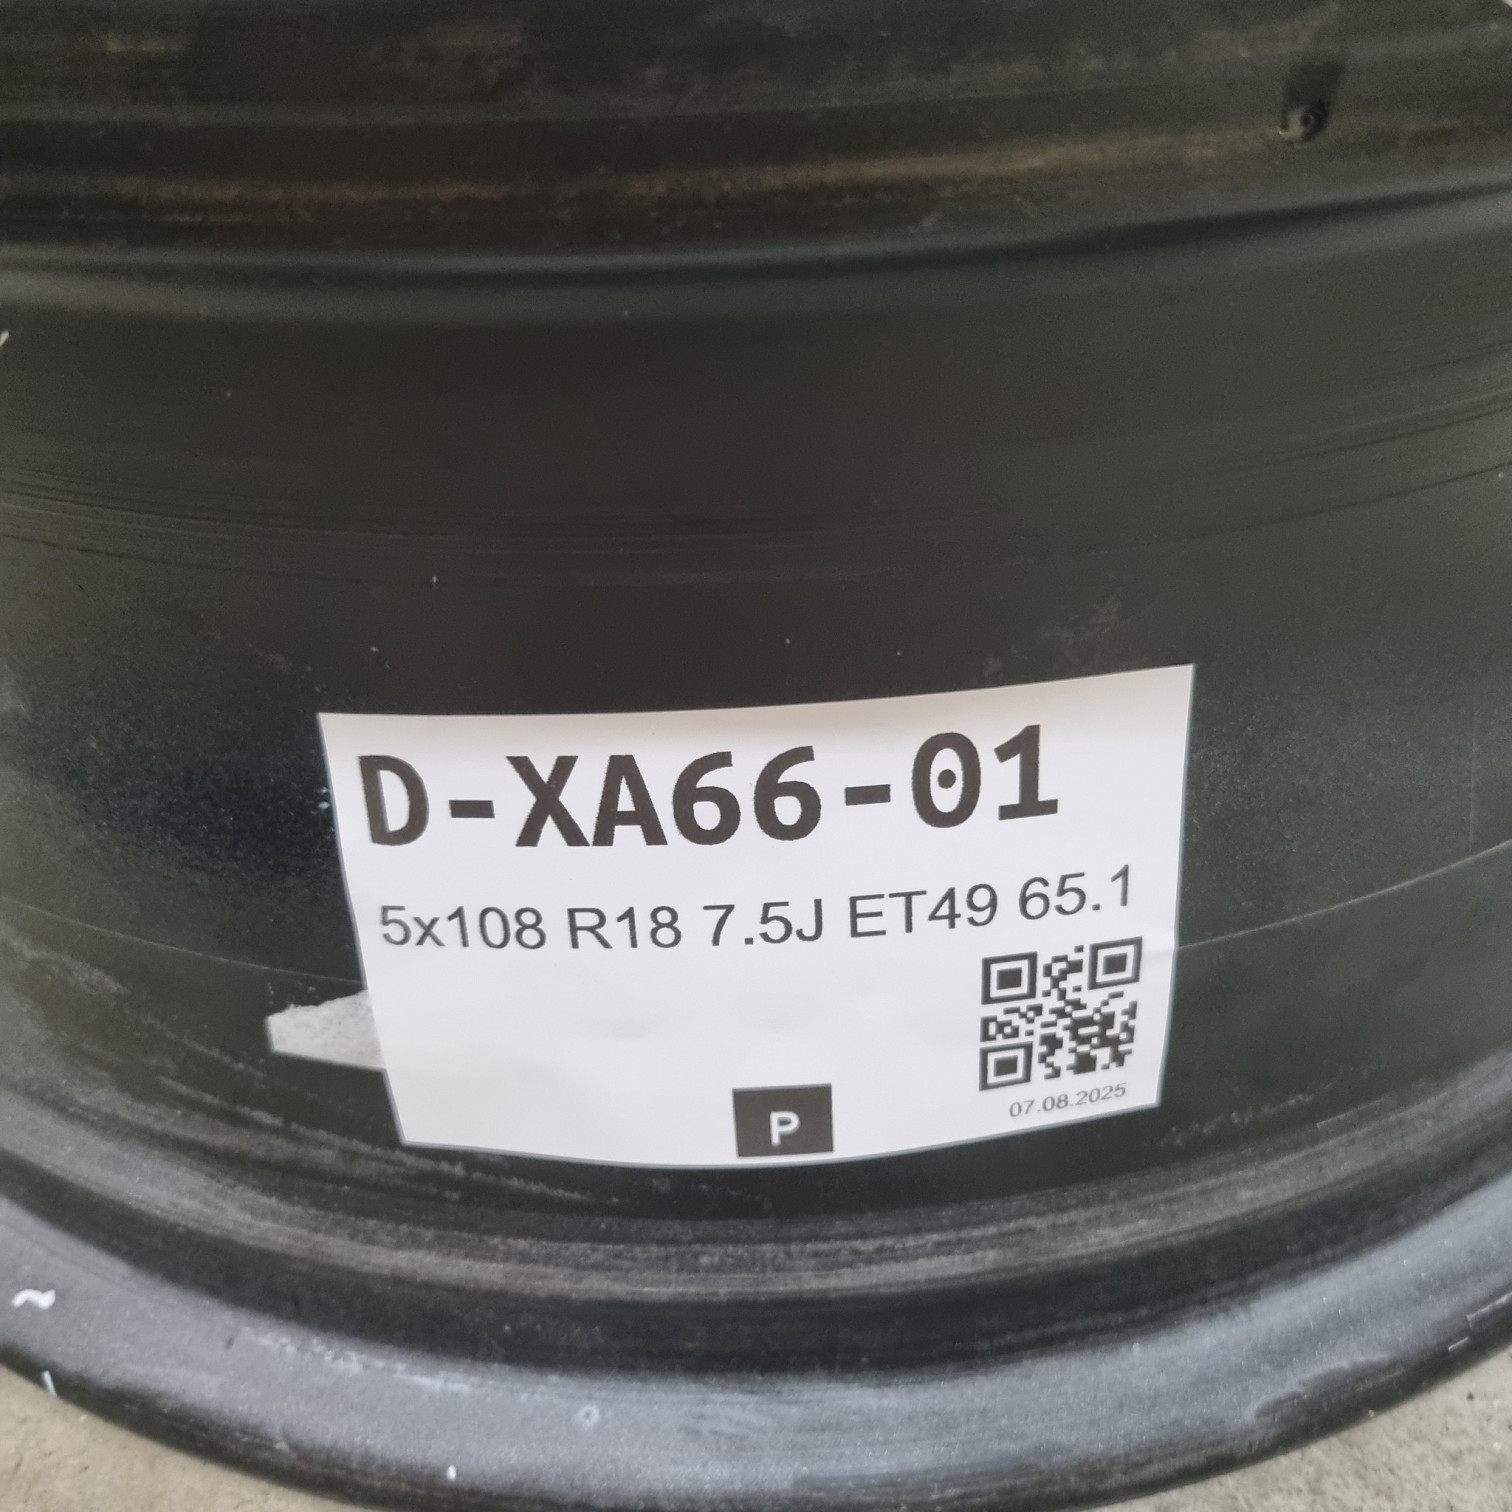 D-XA66-01
5x108 R18 7.5J ET49 65.1
07.08.2025
P